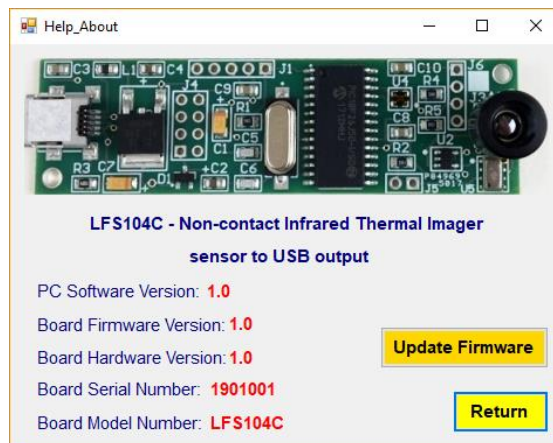 Help_About
C3 L1 C4 J1 C10 J6
J4 C9 U4 R4
R1 J3
C8 R5
C5 U2
C1 R2
D1
R3 C7 C2 C6 J5 U5
LFS104C - Non-contact Infrared Thermal Imager
sensor to USB output
PC Software Version: 1.0
Board Firmware Version: 1.0
Board Hardware Version: 1.0
Update Firmware
Board Serial Number: 1901001
Return
Board Model Number: LFS104C